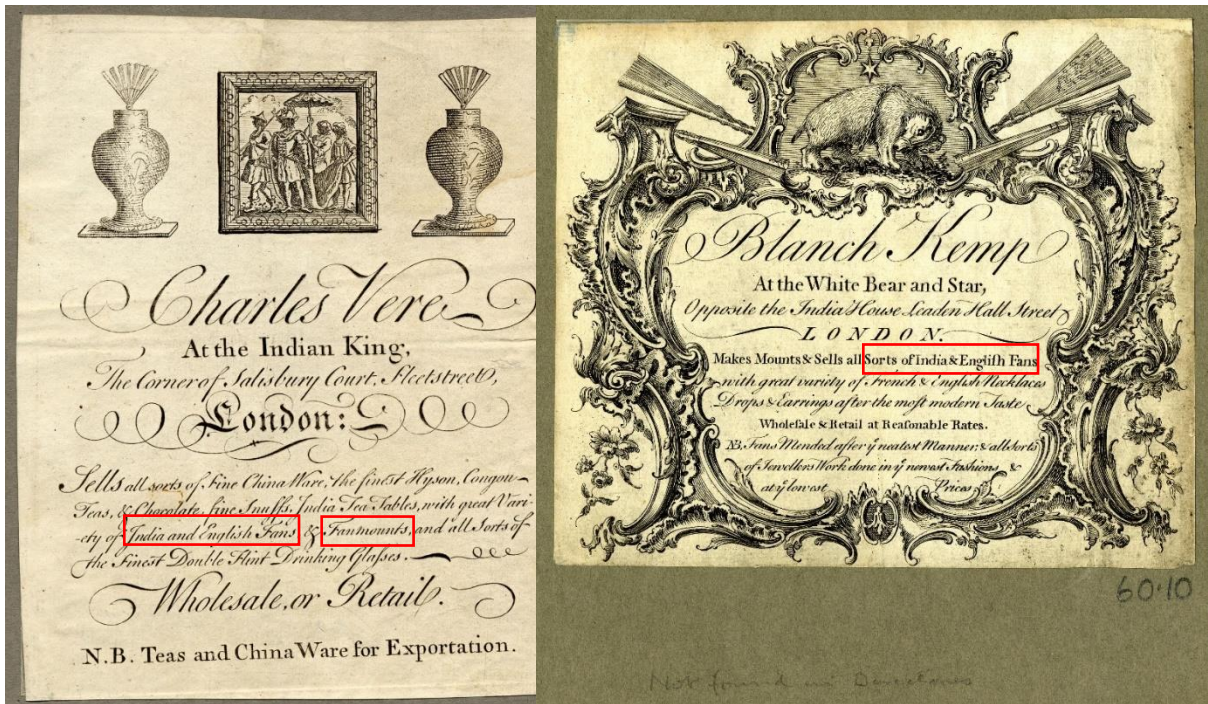 Charles Vere
At the Indian King,
The Corner of Salisbury Court, Fleetstreet,
London:
Sells all sorts of Fine China Ware, the finest Hyson, Congou
Teas, & Chocolate, fine Snuffs, India Tea Tables, with great Vari-
-ety of India and English Fans & Fanmounts, and all Sorts of
the Finest Double Flint Drinking Glaſses.
Wholesale, or Retail.
N.B. Teas and China Ware for Exportation.
Blanch Kemp
At the White Bear and Star,
Opposite the India House Leaden Hall Street
LONDON.
Makes Mounts & Sells all Sorts of India & Engliſh Fans
with great variety of French & English Necklaces
Drops & Earrings after the moſt modern Taste
Wholeſale & Retail at Reaſonable Rates.
NB. Fans Mended after yͤ neatest Manner, & all Sorts
of Jewellers Work done in yͤ newest Fashions &
at yͤ lowest Prices
60.10
Not found in